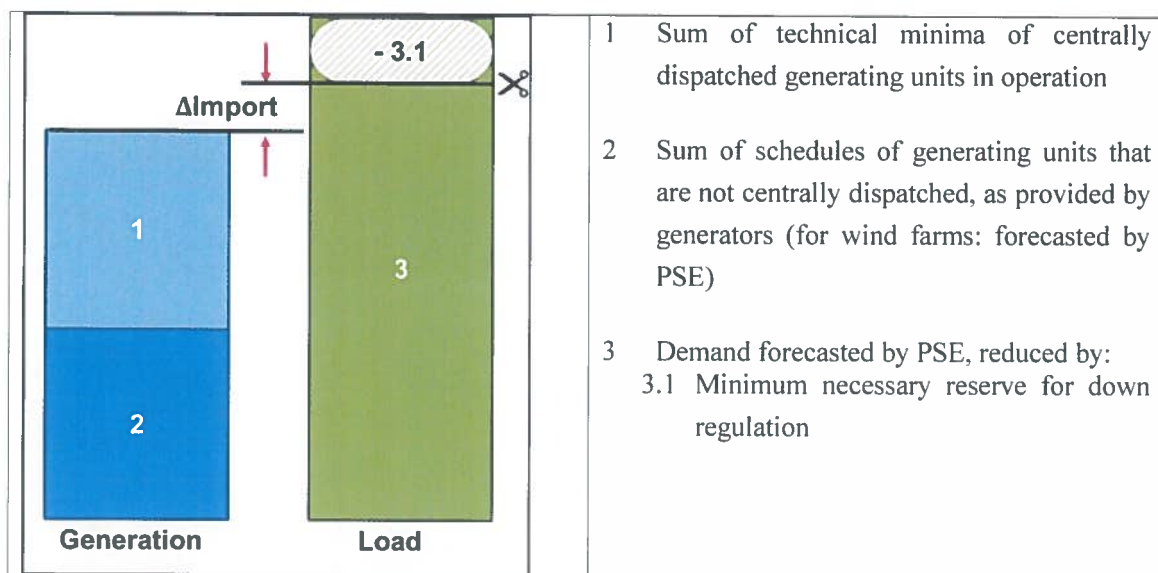 - 3.1
ΔImport
1
3
2
Generation
Load
1 Sum of technical minima of centrally
dispatched generating units in operation
2 Sum of schedules of generating units that
are not centrally dispatched, as provided by
generators (for wind farms: forecasted by
PSE)
3 Demand forecasted by PSE, reduced by:
3.1 Minimum necessary reserve for down
regulation